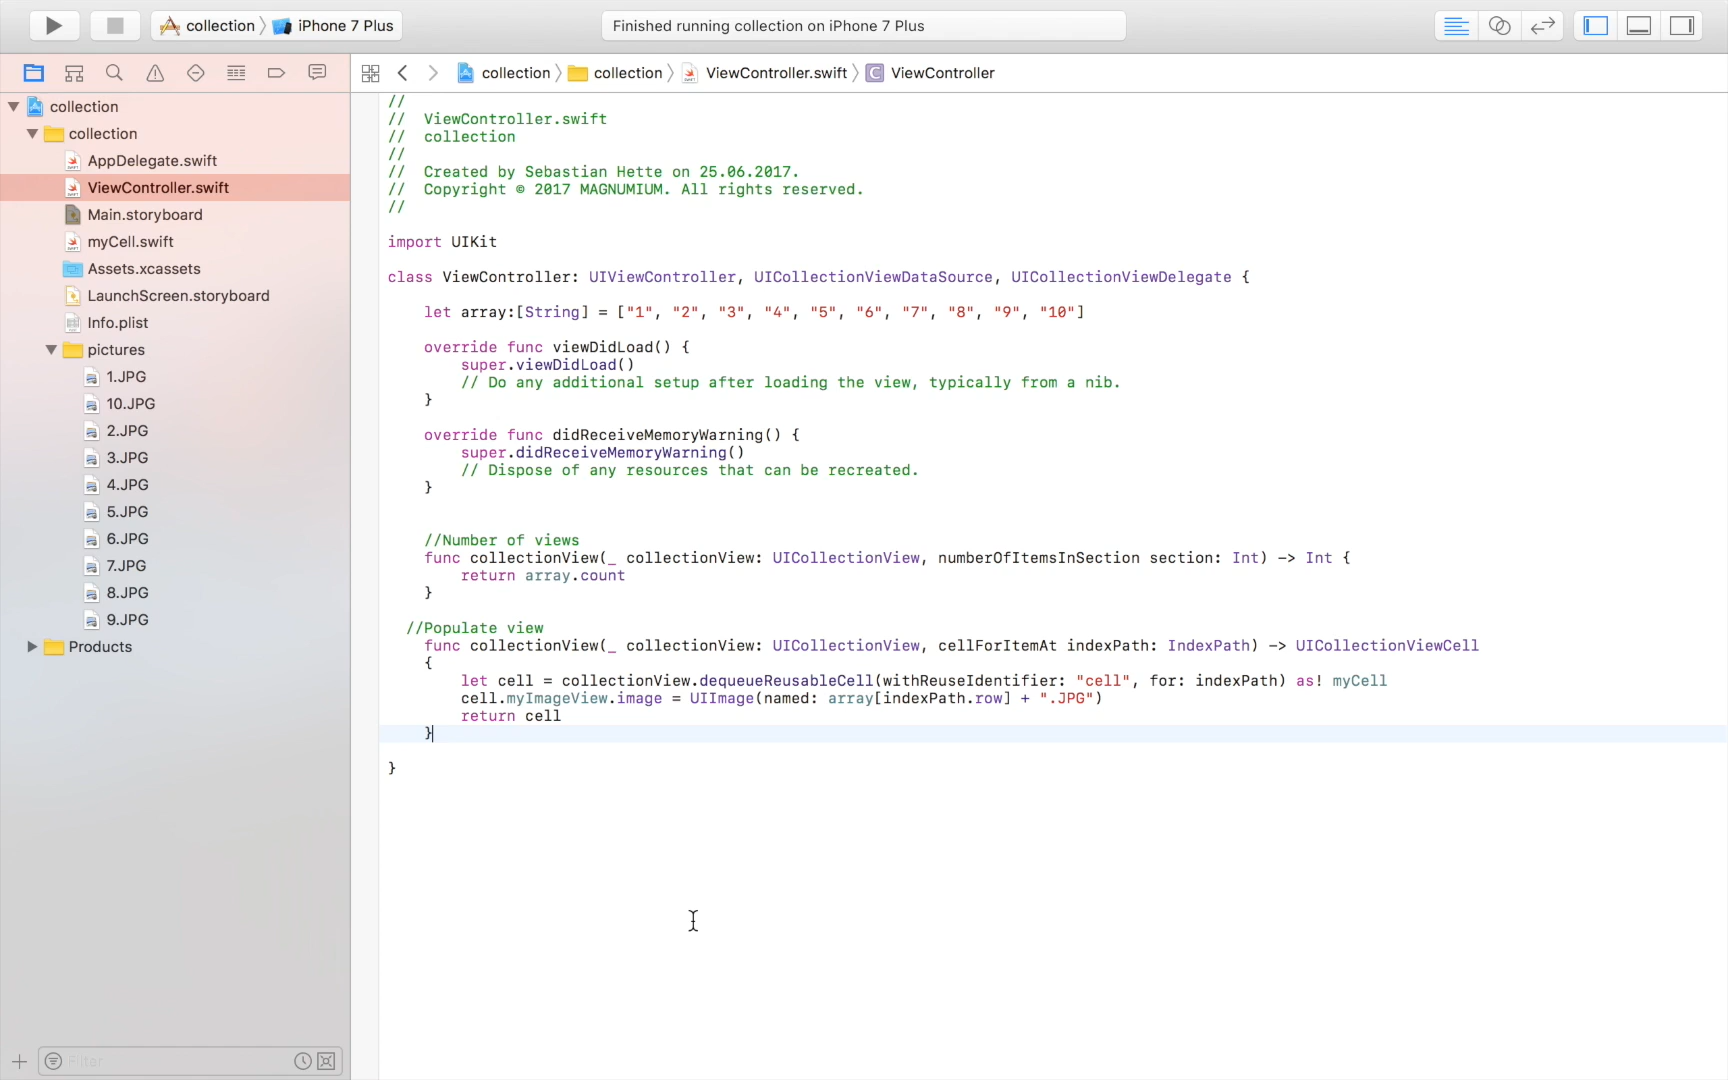 collection
iPhone 7 Plus
Finished running collection on iPhone 7 Plus
collection
collection
ViewController.swift
ViewController
collection
collection
AppDelegate.swift
ViewController.swift
Main.storyboard
myCell.swift
Assets.xcassets
LaunchScreen.storyboard
Info.plist
pictures
1.JPG
10.JPG
2.JPG
3.JPG
4.JPG
5.JPG
6.JPG
7.JPG
8.JPG
9.JPG
Products
Filter
//
//  ViewController.swift
//  collection
//
//  Created by Sebastian Hette on 25.06.2017.
//  Copyright © 2017 MAGNUMIUM. All rights reserved.
//
import UIKit
class ViewController: UIViewController, UICollectionViewDataSource, UICollectionViewDelegate {
let array:[String] = ["1", "2", "3", "4", "5", "6", "7", "8", "9", "10"]
override func viewDidLoad() {
super.viewDidLoad()
// Do any additional setup after loading the view, typically from a nib.
}
override func didReceiveMemoryWarning() {
super.didReceiveMemoryWarning()
// Dispose of any resources that can be recreated.
}
//Number of views
func collectionView(_ collectionView: UICollectionView, numberOfItemsInSection section: Int) -> Int {
return array.count
}
//Populate view
func collectionView(_ collectionView: UICollectionView, cellForItemAt indexPath: IndexPath) -> UICollectionViewCell
{
let cell = collectionView.dequeueReusableCell(withReuseIdentifier: "cell", for: indexPath) as! myCell
cell.myImageView.image = UIImage(named: array[indexPath.row] + ".JPG")
return cell
}
}